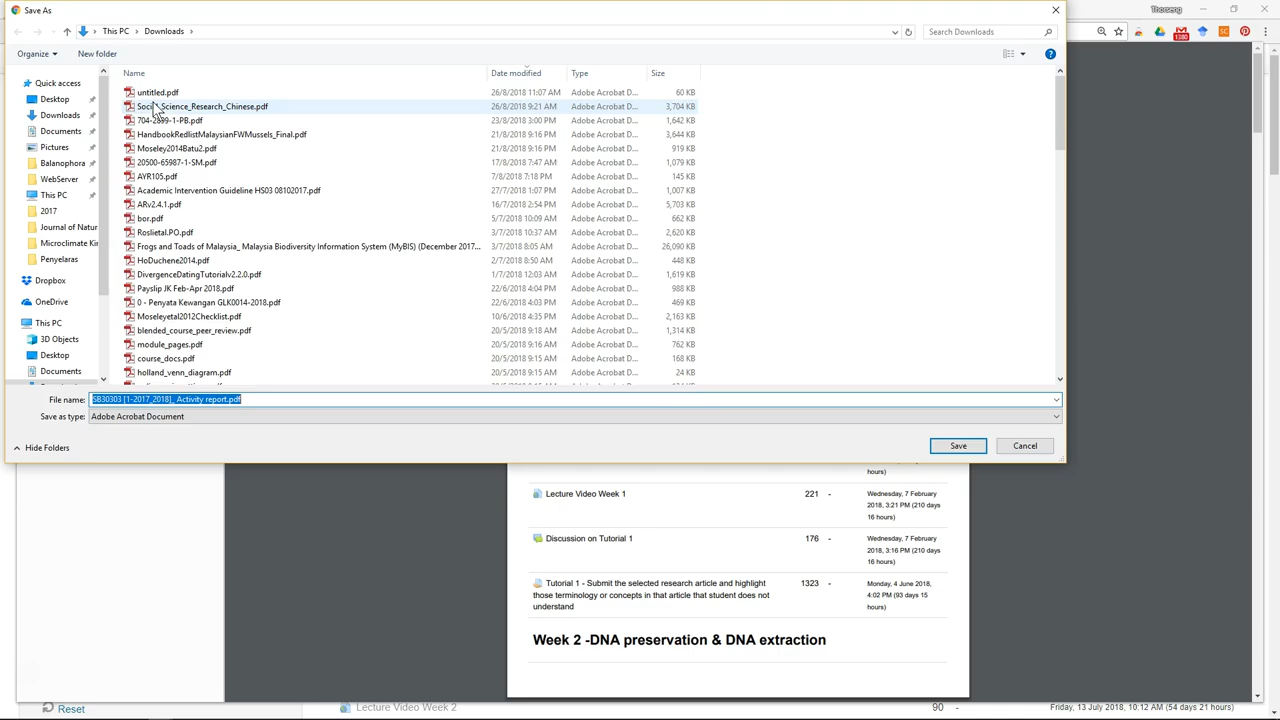 Save As
Thorseng
This PC > Downloads >
Search Downloads
1380
SC
Organize
New folder
Name
Date modified
Type
Size
Quick access
Desktop
Downloads
Documents
Pictures
Balanophora
WebServer
This PC
2017
Journal of Natur
Microclimate Kin
Penyelaras
Dropbox
OneDrive
This PC
3D Objects
Desktop
Documents
untitled.pdf 26/8/2018 11:07 AM Adobe Acrobat D... 60 KB
Social_Science_Research_Chinese.pdf 26/8/2018 9:21 AM Adobe Acrobat D... 3,704 KB
704-2899-1-PB.pdf 23/8/2018 3:00 PM Adobe Acrobat D... 1,642 KB
HandbookRedlistMalaysianFWMussels_Final.pdf 21/8/2018 9:16 PM Adobe Acrobat D... 3,644 KB
Moseley2014Batu2.pdf 21/8/2018 9:16 PM Adobe Acrobat D... 919 KB
20500-65987-1-SM.pdf 17/8/2018 7:47 AM Adobe Acrobat D... 1,079 KB
AYR105.pdf 7/8/2018 7:18 PM Adobe Acrobat D... 145 KB
Academic Intervention Guideline HS03 08102017.pdf 27/7/2018 1:07 PM Adobe Acrobat D... 1,007 KB
ARv2.4.1.pdf 16/7/2018 2:54 PM Adobe Acrobat D... 5,703 KB
bor.pdf 5/7/2018 10:09 AM Adobe Acrobat D... 662 KB
Roslietal.PO.pdf 3/7/2018 10:37 AM Adobe Acrobat D... 2,620 KB
Frogs and Toads of Malaysia_ Malaysia Biodiversity Information System (MyBIS) (December 2017... 3/7/2018 8:05 AM Adobe Acrobat D... 26,090 KB
HoDuchene2014.pdf 2/7/2018 8:50 AM Adobe Acrobat D... 448 KB
DivergenceDatingTutorialv2.2.0.pdf 1/7/2018 12:03 AM Adobe Acrobat D... 1,619 KB
Payslip JK Feb-Apr 2018.pdf 22/6/2018 4:04 PM Adobe Acrobat D... 988 KB
0 - Penyata Kewangan GLK0014-2018.pdf 22/6/2018 4:03 PM Adobe Acrobat D... 469 KB
Moseleyetal2012Checklist.pdf 10/6/2018 4:35 PM Adobe Acrobat D... 2,163 KB
blended_course_peer_review.pdf 20/5/2018 9:18 AM Adobe Acrobat D... 1,314 KB
module_pages.pdf 20/5/2018 9:16 AM Adobe Acrobat D... 762 KB
course_docs.pdf 20/5/2018 9:15 AM Adobe Acrobat D... 168 KB
holland_venn_diagram.pdf 20/5/2018 9:15 AM Adobe Acrobat D... 24 KB
File name: SB30303 [1-2017_2018]_ Activity report.pdf
Save as type: Adobe Acrobat Document
Hide Folders
Save
Cancel
hours)
Lecture Video Week 1 221 - Wednesday, 7 February
2018, 3:21 PM (210 days
16 hours)
Discussion on Tutorial 1 176 - Wednesday, 7 February
2018, 3:16 PM (210 days
16 hours)
Tutorial 1 - Submit the selected research article and highlight 1323 - Monday, 4 June 2018,
those terminology or concepts in that article that student does not 4:02 PM (93 days 15
understand hours)
Week 2 -DNA preservation & DNA extraction
Reset
Lecture Video Week 2 90 - Friday, 13 July 2018, 10:12 AM (54 days 21 hours)